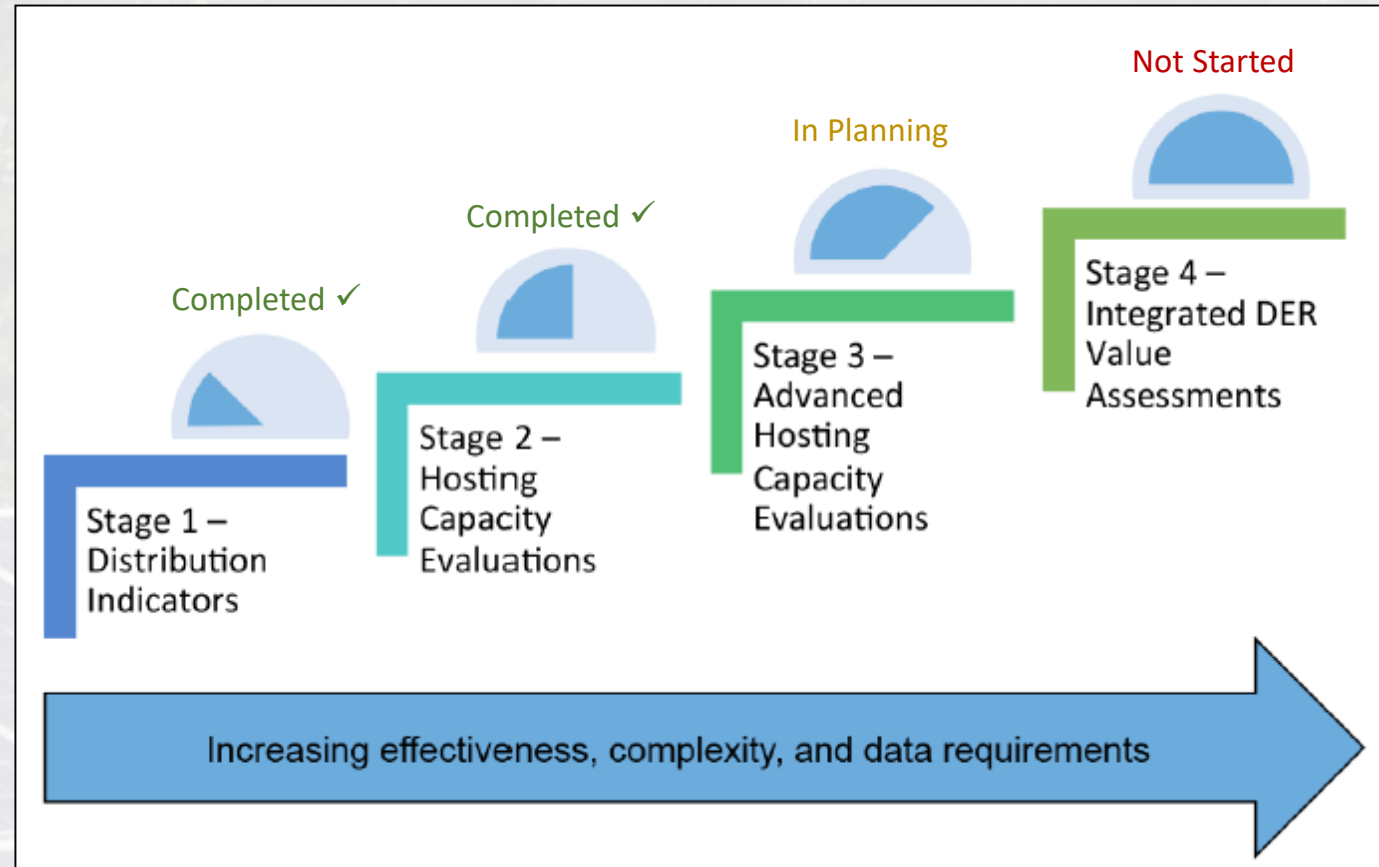 Completed ✓
Stage 1 –
Distribution
Indicators
Completed ✓
Stage 2 –
Hosting
Capacity
Evaluations
In Planning
Stage 3 –
Advanced
Hosting
Capacity
Evaluations
Not Started
Stage 4 –
Integrated DER
Value
Assessments
Increasing effectiveness, complexity, and data requirements